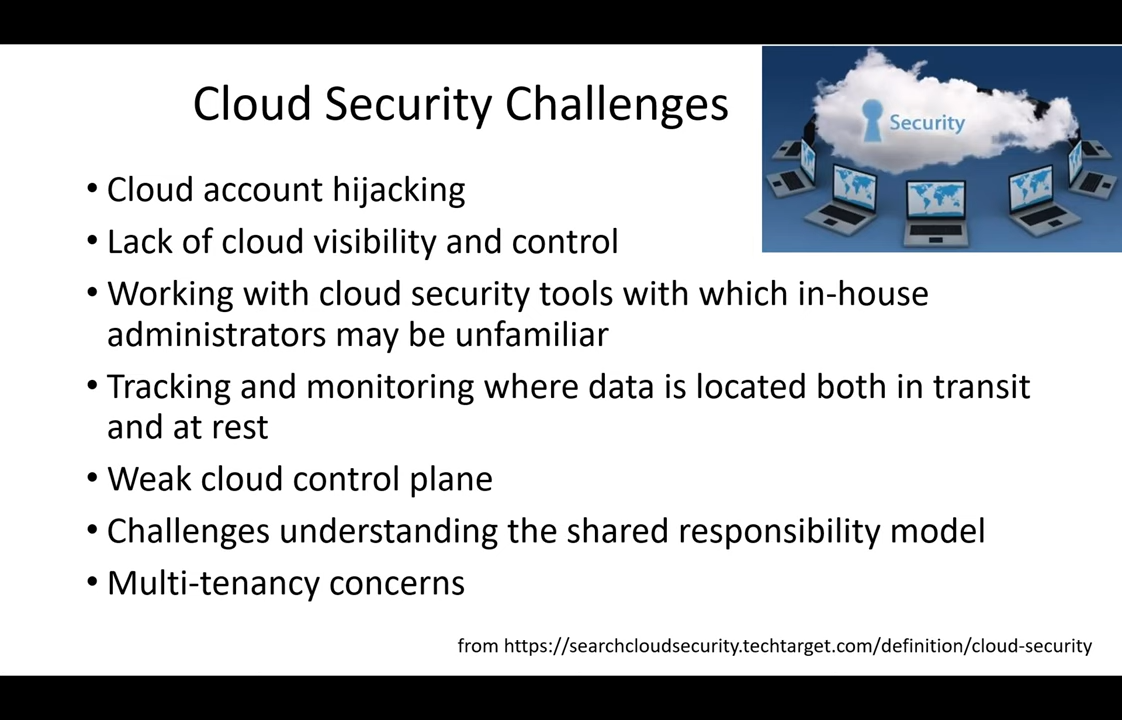 Cloud Security Challenges
Security
• Cloud account hijacking
• Lack of cloud visibility and control
• Working with cloud security tools with which in-house
administrators may be unfamiliar
• Tracking and monitoring where data is located both in transit
and at rest
• Weak cloud control plane
• Challenges understanding the shared responsibility model
• Multi-tenancy concerns
from https://searchcloudsecurity.techtarget.com/definition/cloud-security